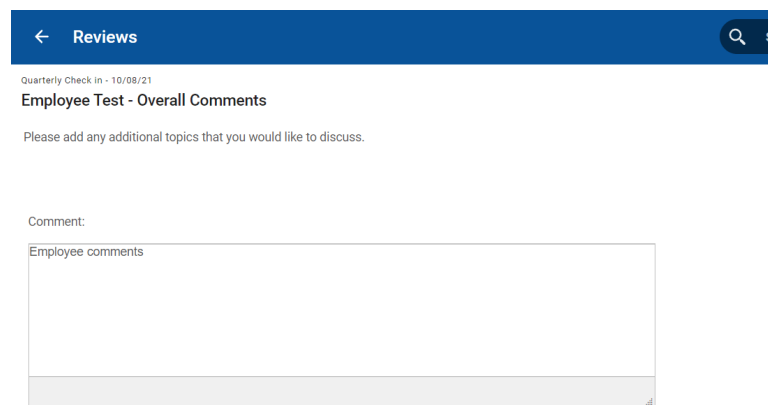 Reviews
Quarterly Check in - 10/08/21
Employee Test - Overall Comments
Please add any additional topics that you would like to discuss.
Comment:
Employee comments